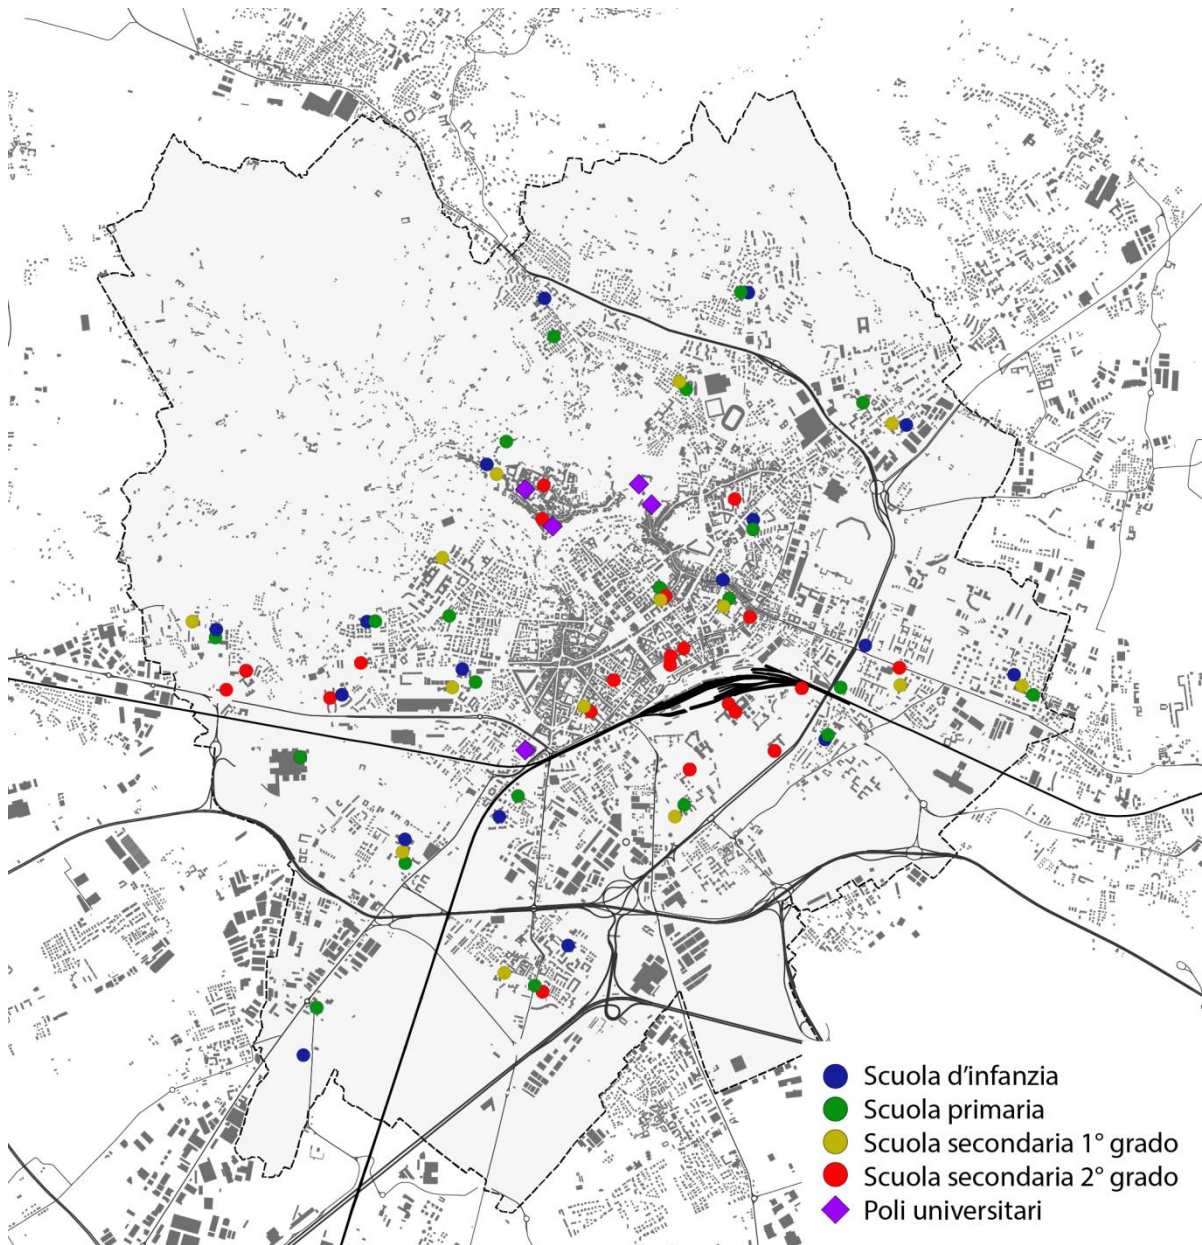 Scuola d'infanzia
Scuola primaria
Scuola secondaria 1° grado
Scuola secondaria 2° grado
Poli universitari